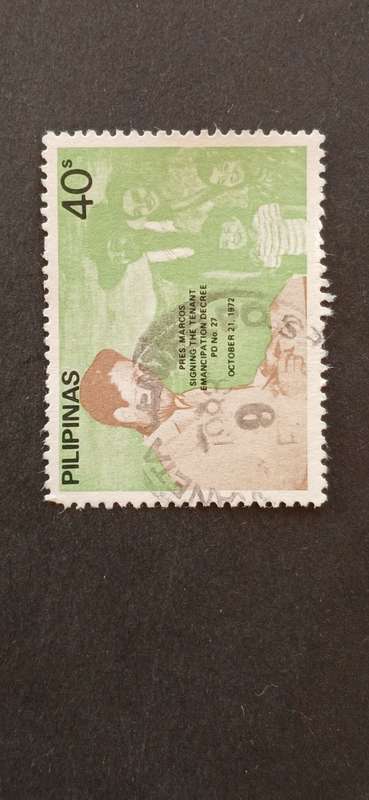 PILIPINAS 40s
PRES. MARCOS
SIGNING THE TENANT
EMANCIPATION DECREE
PD No. 27
OCTOBER 21, 1972